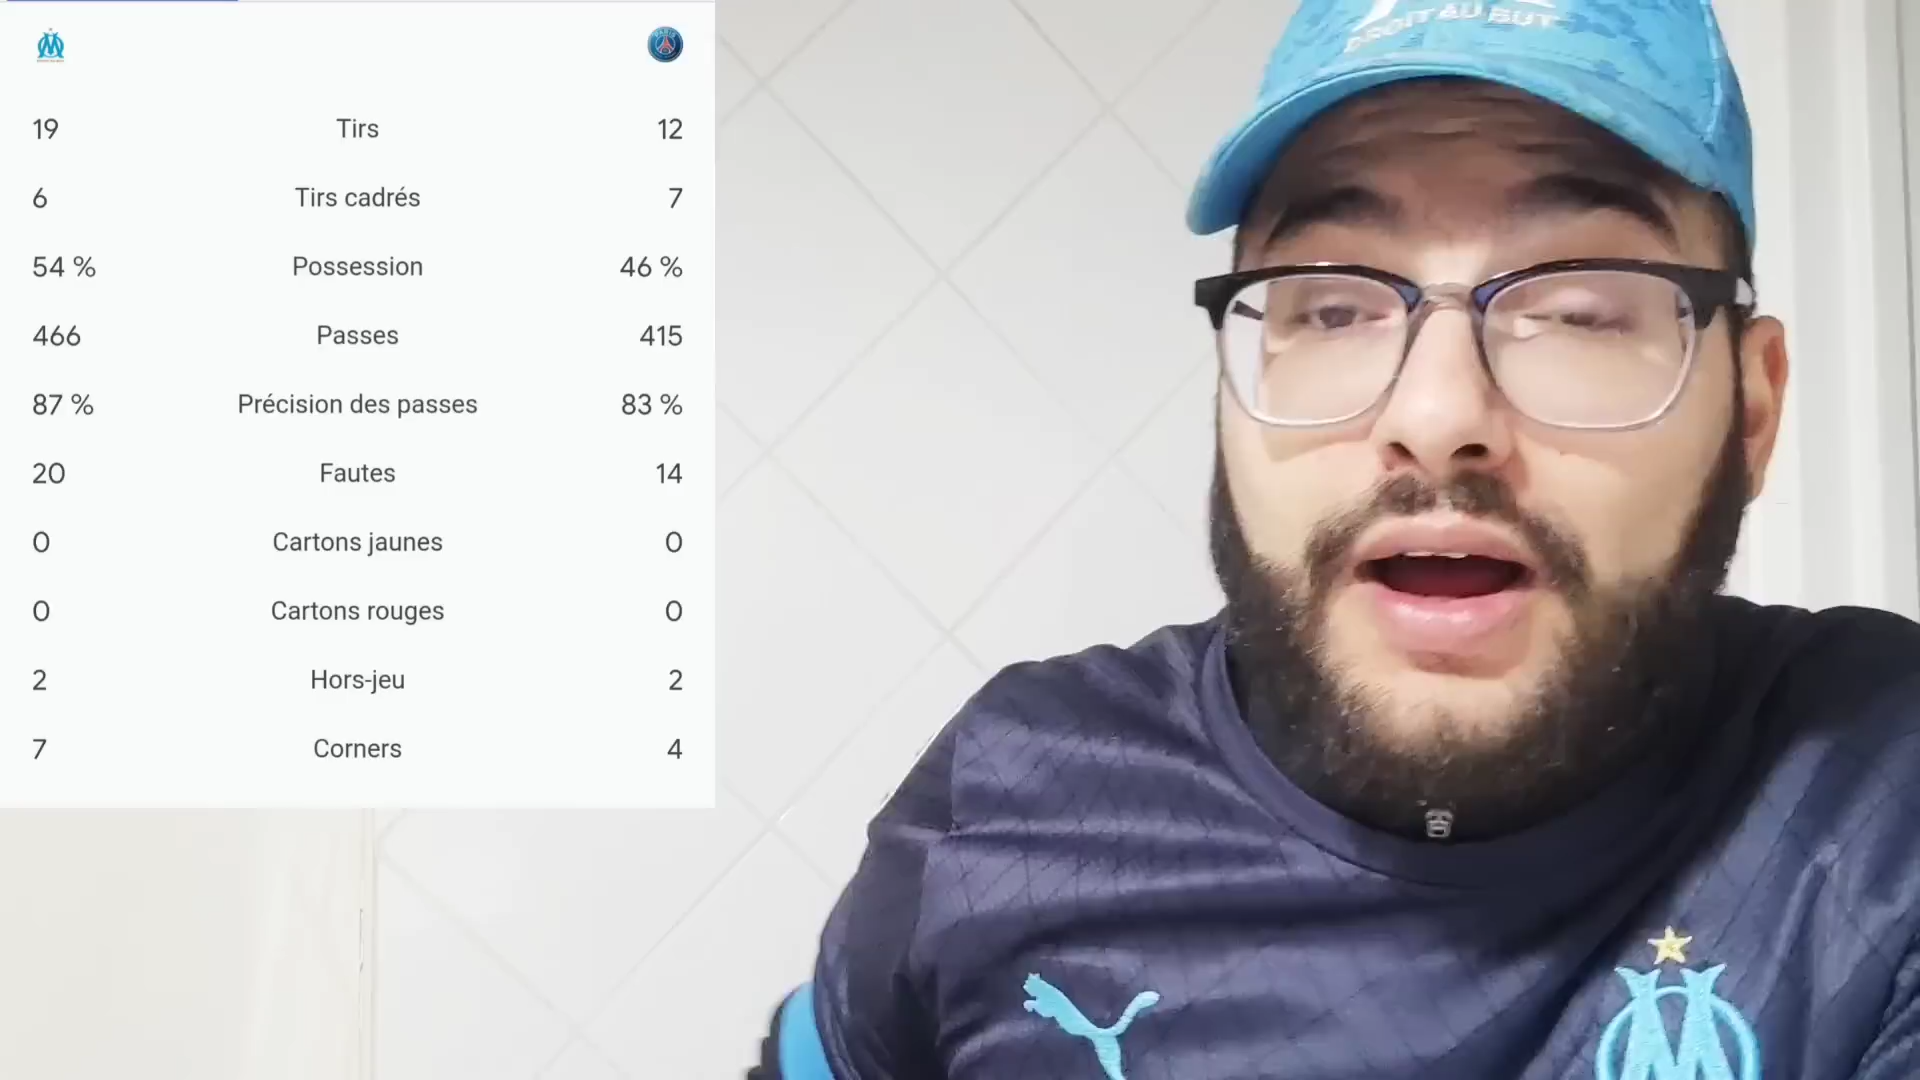 PARIS
19 Tirs 12
6 Tirs cadrés 7
54 % Possession 46 %
466 Passes 415
87 % Précision des passes 83 %
20 Fautes 14
0 Cartons jaunes 0
0 Cartons rouges 0
2 Hors-jeu 2
7 Corners 4
DROIT AU BUT